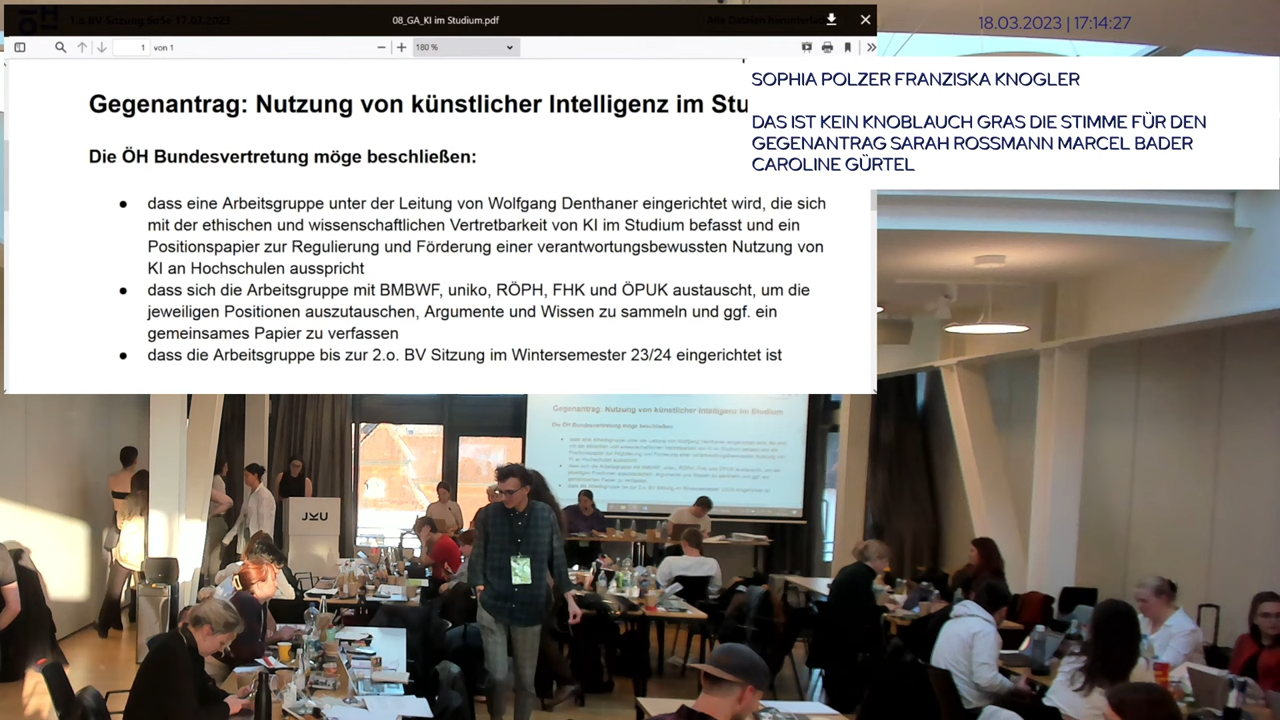 1.o.BV Sitzung SoSe 17.03.2023
08_GA_KI im Studium.pdf
18.03.2023 | 17:14:27
1 von 1
180 %
SOPHIA POLZER FRANZISKA KNOGLER
DAS IST KEIN KNOBLAUCH GRAS DIE STIMME FÜR DEN
GEGENANTRAG SARAH ROSSMANN MARCEL BADER
CAROLINE GÜRTEL
Gegenantrag: Nutzung von künstlicher Intelligenz im Stu
Die ÖH Bundesvertretung möge beschließen:
● dass eine Arbeitsgruppe unter der Leitung von Wolfgang Denthaner eingerichtet wird, die sich
mit der ethischen und wissenschaftlichen Vertretbarkeit von KI im Studium befasst und ein
Positionspapier zur Regulierung und Förderung einer verantwortungsbewussten Nutzung von
KI an Hochschulen ausspricht
● dass sich die Arbeitsgruppe mit BMBWF, uniko, RÖPH, FHK und ÖPUK austauscht, um die
jeweiligen Positionen auszutauschen, Argumente und Wissen zu sammeln und ggf. ein
gemeinsames Papier zu verfassen
● dass die Arbeitsgruppe bis zur 2.o. BV Sitzung im Wintersemester 23/24 eingerichtet ist
Gegenantrag: Nutzung von künstlicher Intelligenz im Studium
Die ÖH Bundesvertretung möge beschließen:
JKU